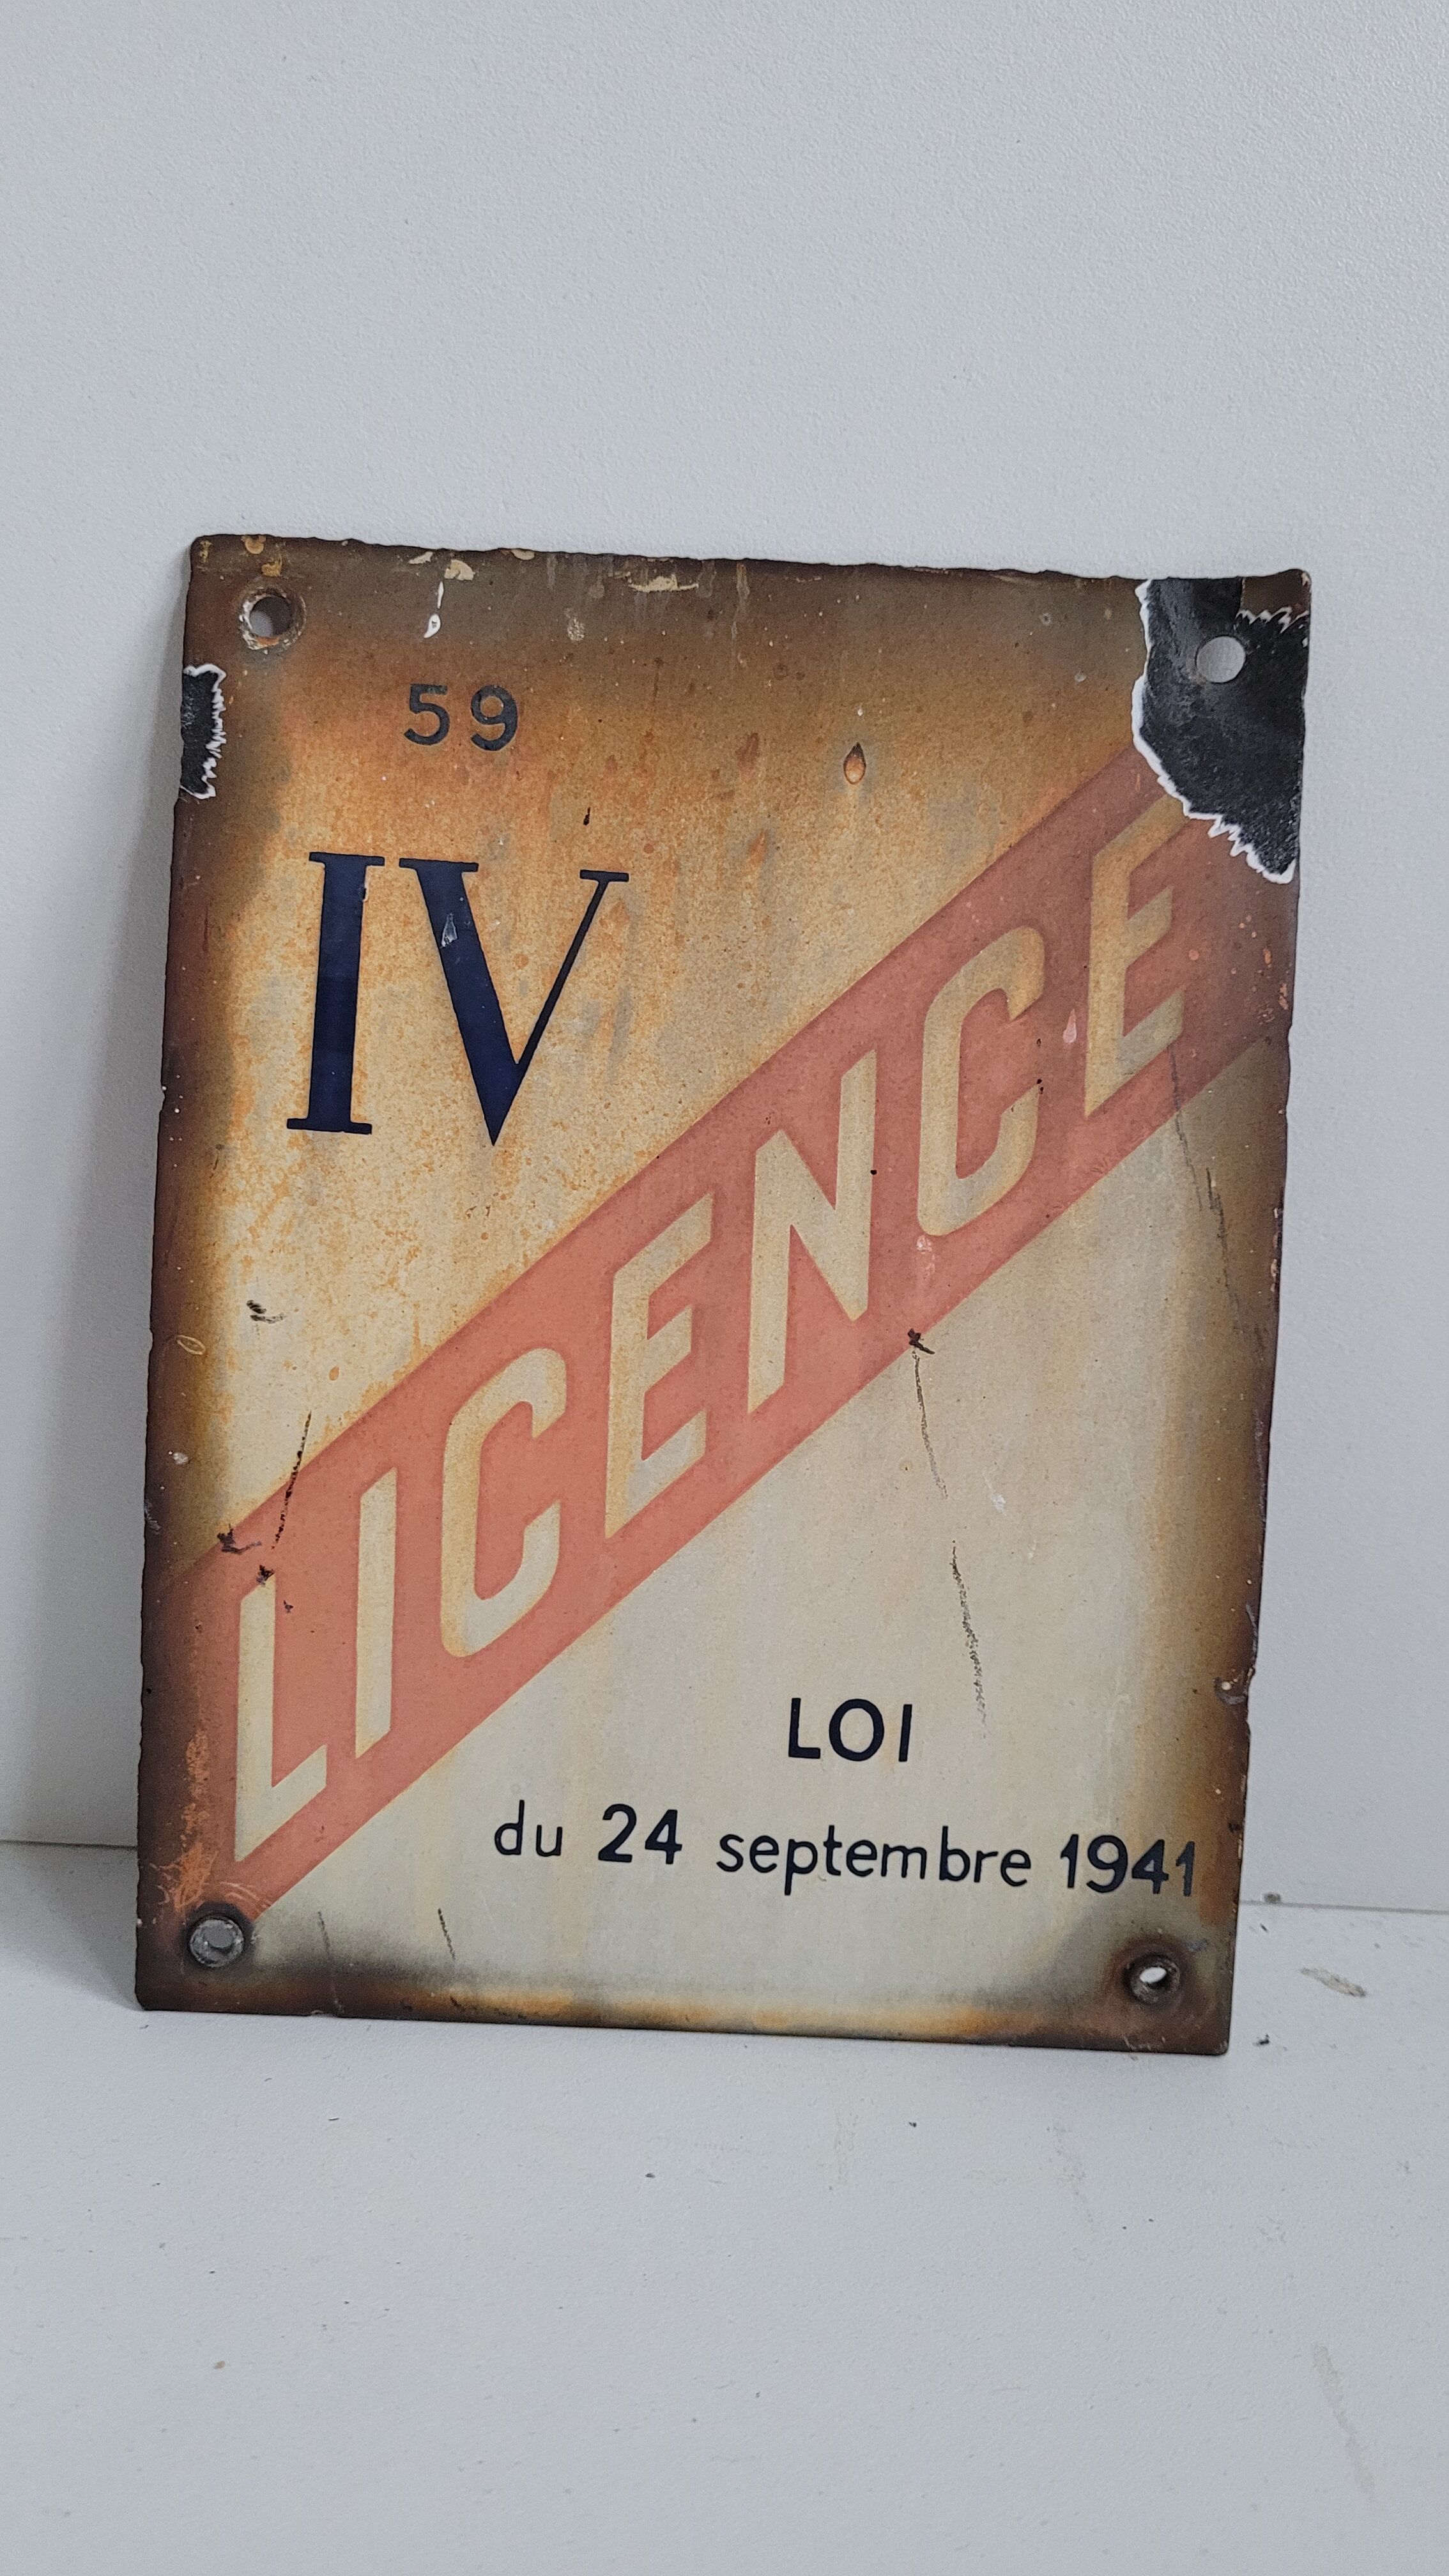 59
IV
LICENCE
LOI
du 24 septembre 1941